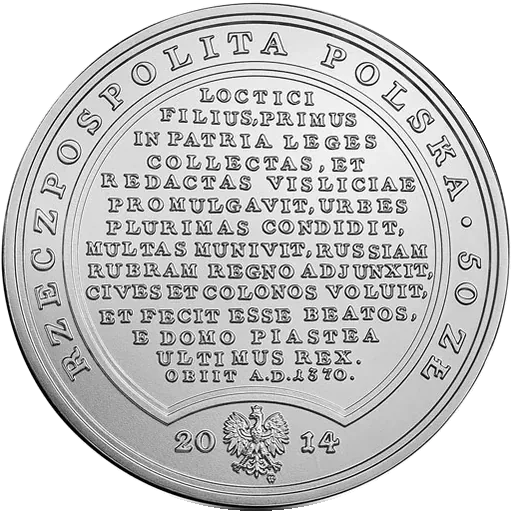 RZECZPOSPOLITA POLSKA · 50 ZŁ
LOCTICI
FILIUS, PRIMUS
IN PATRIA LEGES
COLLECTAS, ET
REDACTAS VISLICIAE
PROMULGAVIT, URBES
PLURIMAS CONDIDIT,
MULTAS MUNIVIT, RUSSIAM
RUBRAM REGNO ADJUNXIT,
CIVES ET COLONOS VOLUIT,
ET FECIT ESSE BEATOS,
E DOMO PIASTEA
ULTIMUS REX.
OBIIT A.D.1370.
20 14